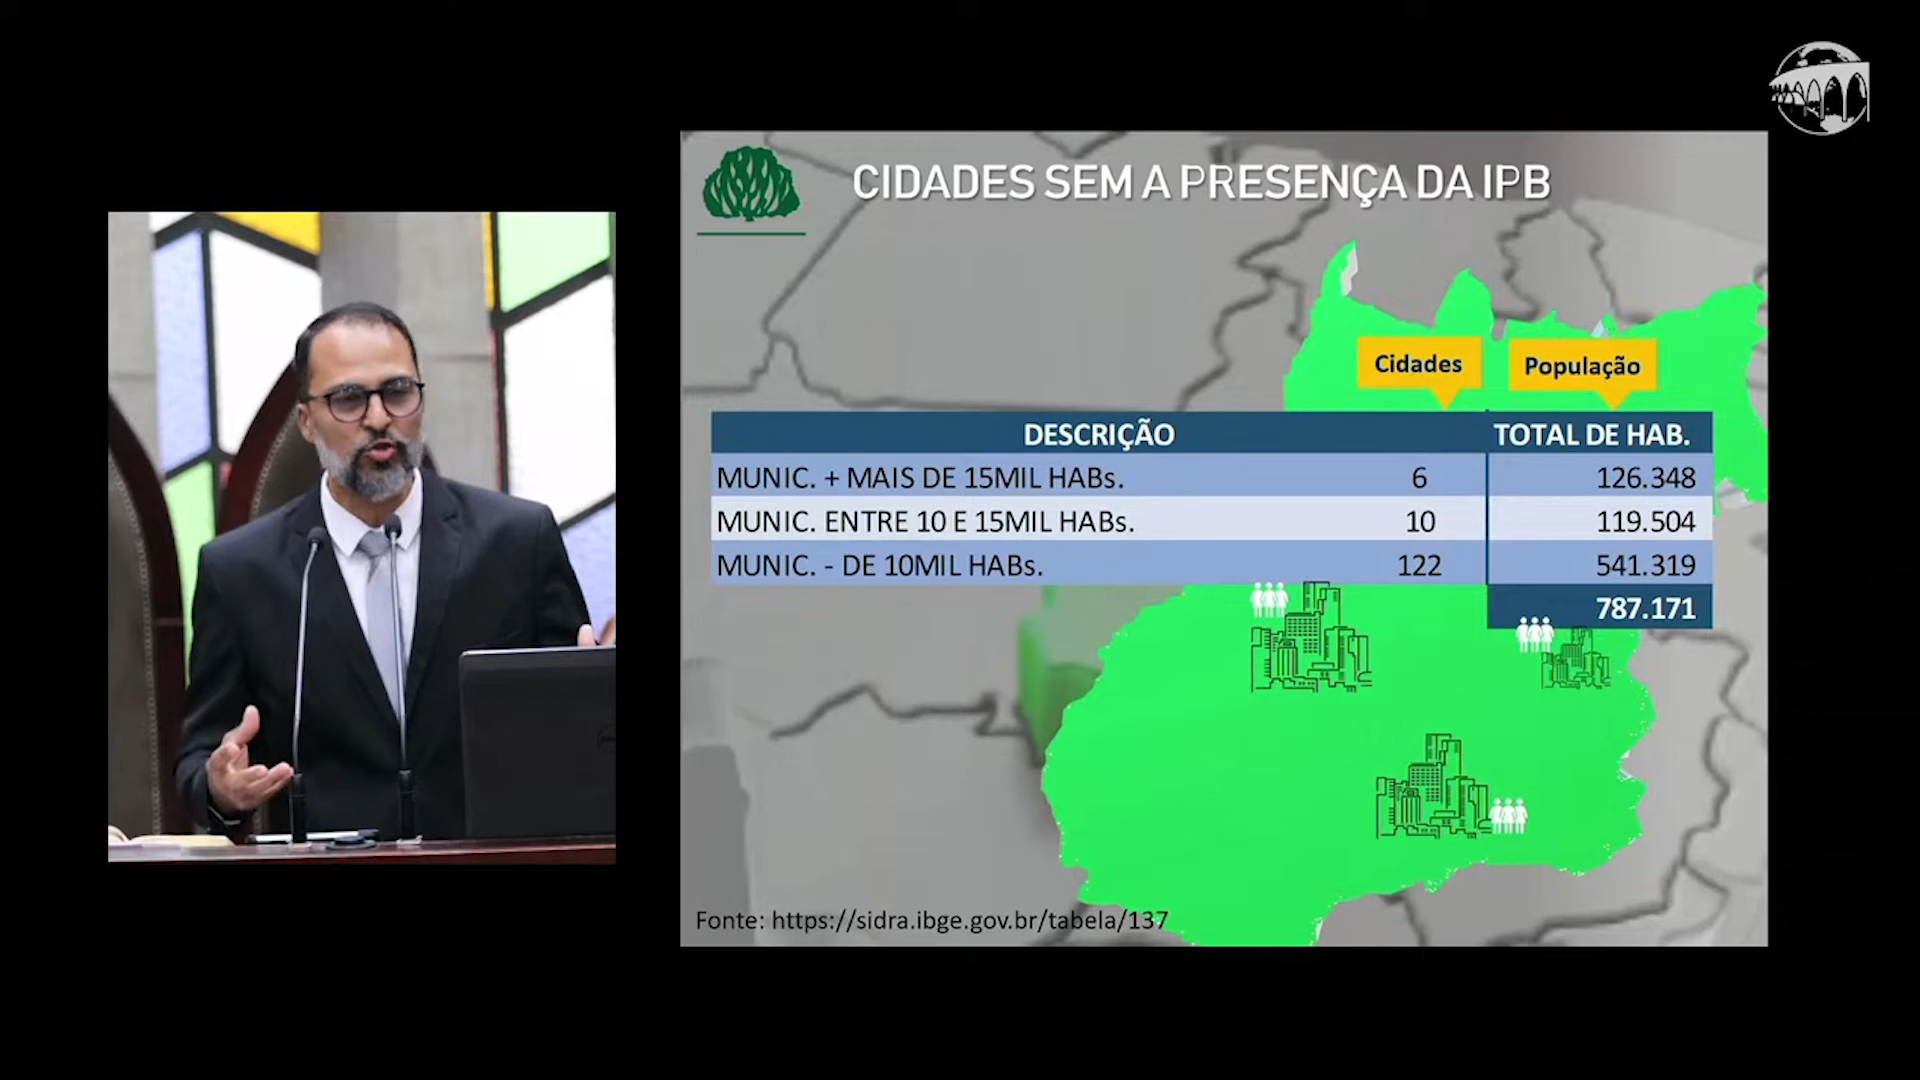 CIDADES SEM A PRESENÇA DA IPB
Cidades
População
DESCRIÇÃO TOTAL DE HAB.
MUNIC. + MAIS DE 15MIL HABs. 6 126.348
MUNIC. ENTRE 10 E 15MIL HABs. 10 119.504
MUNIC. - DE 10MIL HABs. 122 541.319
787.171
Fonte: https://sidra.ibge.gov.br/tabela/137